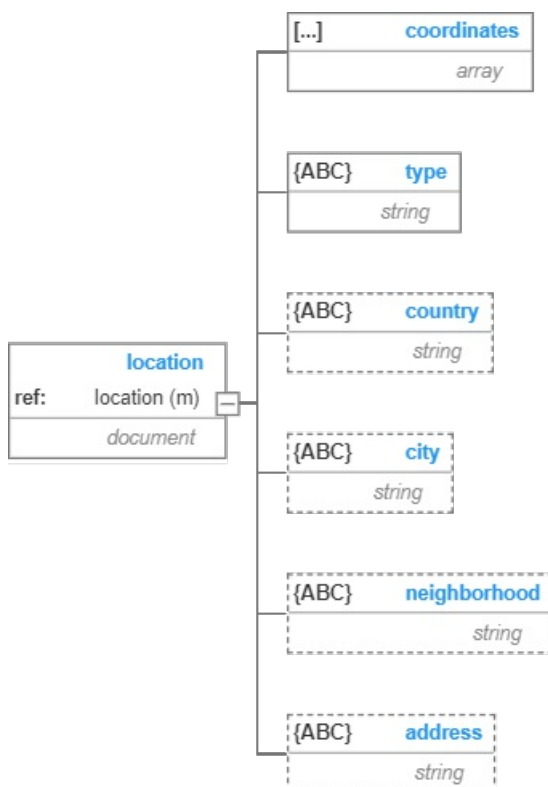 [...] coordinates
array
{ABC} type
string
{ABC} country
string
location
ref: location (m)
document
{ABC} city
string
{ABC} neighborhood
string
{ABC} address
string